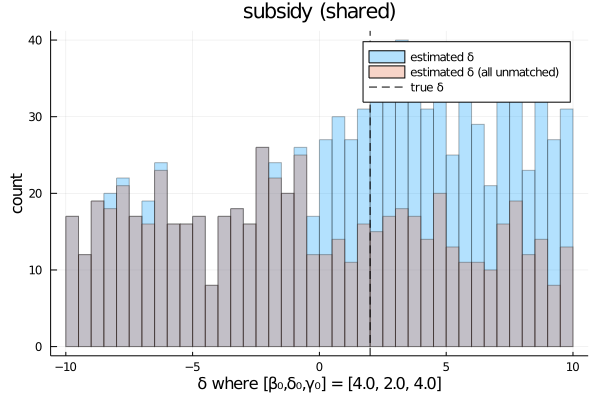 subsidy (shared)
estimated δ
estimated δ (all unmatched)
true δ
count
40
30
20
10
0
−10
−5
0
5
10
δ where [β₀,δ₀,γ₀] = [4.0, 2.0, 4.0]